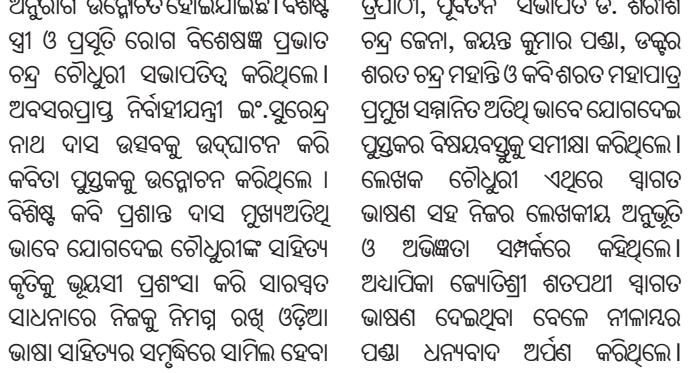 ଅନୁରାଗ ଉନ୍ମୋଚିତ ହୋଇଯାଇଛି। ବିଶିଷ୍ଟ
ସ୍ତ୍ରୀ ଓ ପ୍ରସୂତି ରୋଗ ବିଶେଷଜ୍ଞ ପ୍ରଭାତ
ଚନ୍ଦ୍ର ଚୌଧୁରୀ ସଭାପତିତ୍ୱ କରିଥିଲେ।
ଅବସରପ୍ରାପ୍ତ ନିର୍ବାହୀଯନ୍ତ୍ରୀ ଇଂ.ସୁରେନ୍ଦ୍ର
ନାଥ ଦାସ ଉତ୍ସବକୁ ଉଦ୍‌ଘାଟନ କରି
କବିତା ପୁସ୍ତକକୁ ଉନ୍ମୋଚନ କରିଥିଲେ ।
ବିଶିଷ୍ଟ କବି ପ୍ରଶାନ୍ତ ଦାସ ମୁଖ୍ୟଅତିଥି
ଭାବେ ଯୋଗଦେଇ ଚୌଧୁରୀଙ୍କ ସାହିତ୍ୟ
କୃତିକୁ ଭୂୟସୀ ପ୍ରଶଂସା କରି ସାରସ୍ୱତ
ସାଧନାରେ ନିଜକୁ ନିମଗ୍ନ ରଖି ଓଡ଼ିଆ
ଭାଷା ସାହିତ୍ୟର ସମୃଦ୍ଧିରେ ସାମିଲ ହେବା
ତ୍ରିପାଠୀ, ପୂର୍ବତନ ସଭାପତି ଡ. ଶିରୀଶ
ଚନ୍ଦ୍ର ଜେନା, ଜୟନ୍ତ କୁମାର ପଣ୍ଡା, ଡକ୍ଟର
ଶରତ ଚନ୍ଦ୍ର ମହାନ୍ତି ଓ କବି ଶରତ ମହାପାତ୍ର
ପ୍ରମୁଖ ସମ୍ମାନିତ ଅତିଥି ଭାବେ ଯୋଗଦେଇ
ପୁସ୍ତକର ବିଷୟବସ୍ତୁକୁ ସମୀକ୍ଷା କରିଥିଲେ।
ଲେଖକ ଚୌଧୁରୀ ଏଥିରେ ସ୍ୱାଗତ
ଭାଷଣ ସହ ନିଜର ଲେଖକୀୟ ଅନୁଭୂତି
ଓ ଅଭିଜ୍ଞତା ସମ୍ପର୍କରେ କହିଥିଲେ।
ଅଧ୍ୟାପିକା ଜ୍ୟୋତିଶ୍ରୀ ଶତପଥୀ ସ୍ୱାଗତ
ଭାଷଣ ଦେଇଥିବା ବେଳେ ନୀଳାମ୍ବର
ପଣ୍ଡା ଧନ୍ୟବାଦ ଅର୍ପଣ କରିଥିଲେ।